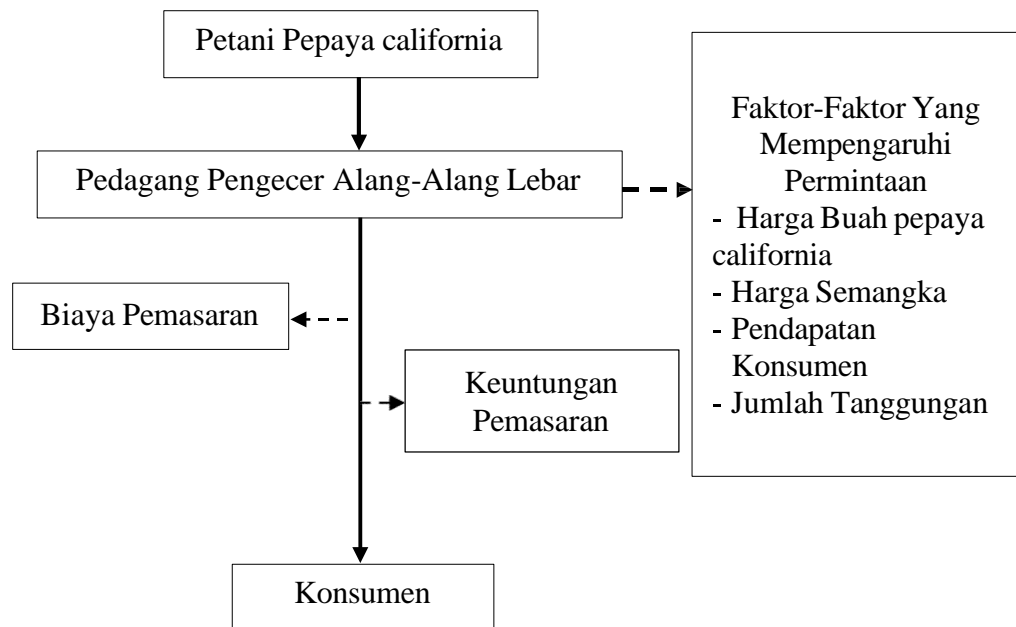 Petani Pepaya california
Faktor-Faktor Yang
Mempengaruhi
Permintaan
- Harga Buah pepaya
california
- Harga Semangka
- Pendapatan
Konsumen
- Jumlah Tanggungan
Pedagang Pengecer Alang-Alang Lebar
Biaya Pemasaran
Keuntungan
Pemasaran
Konsumen